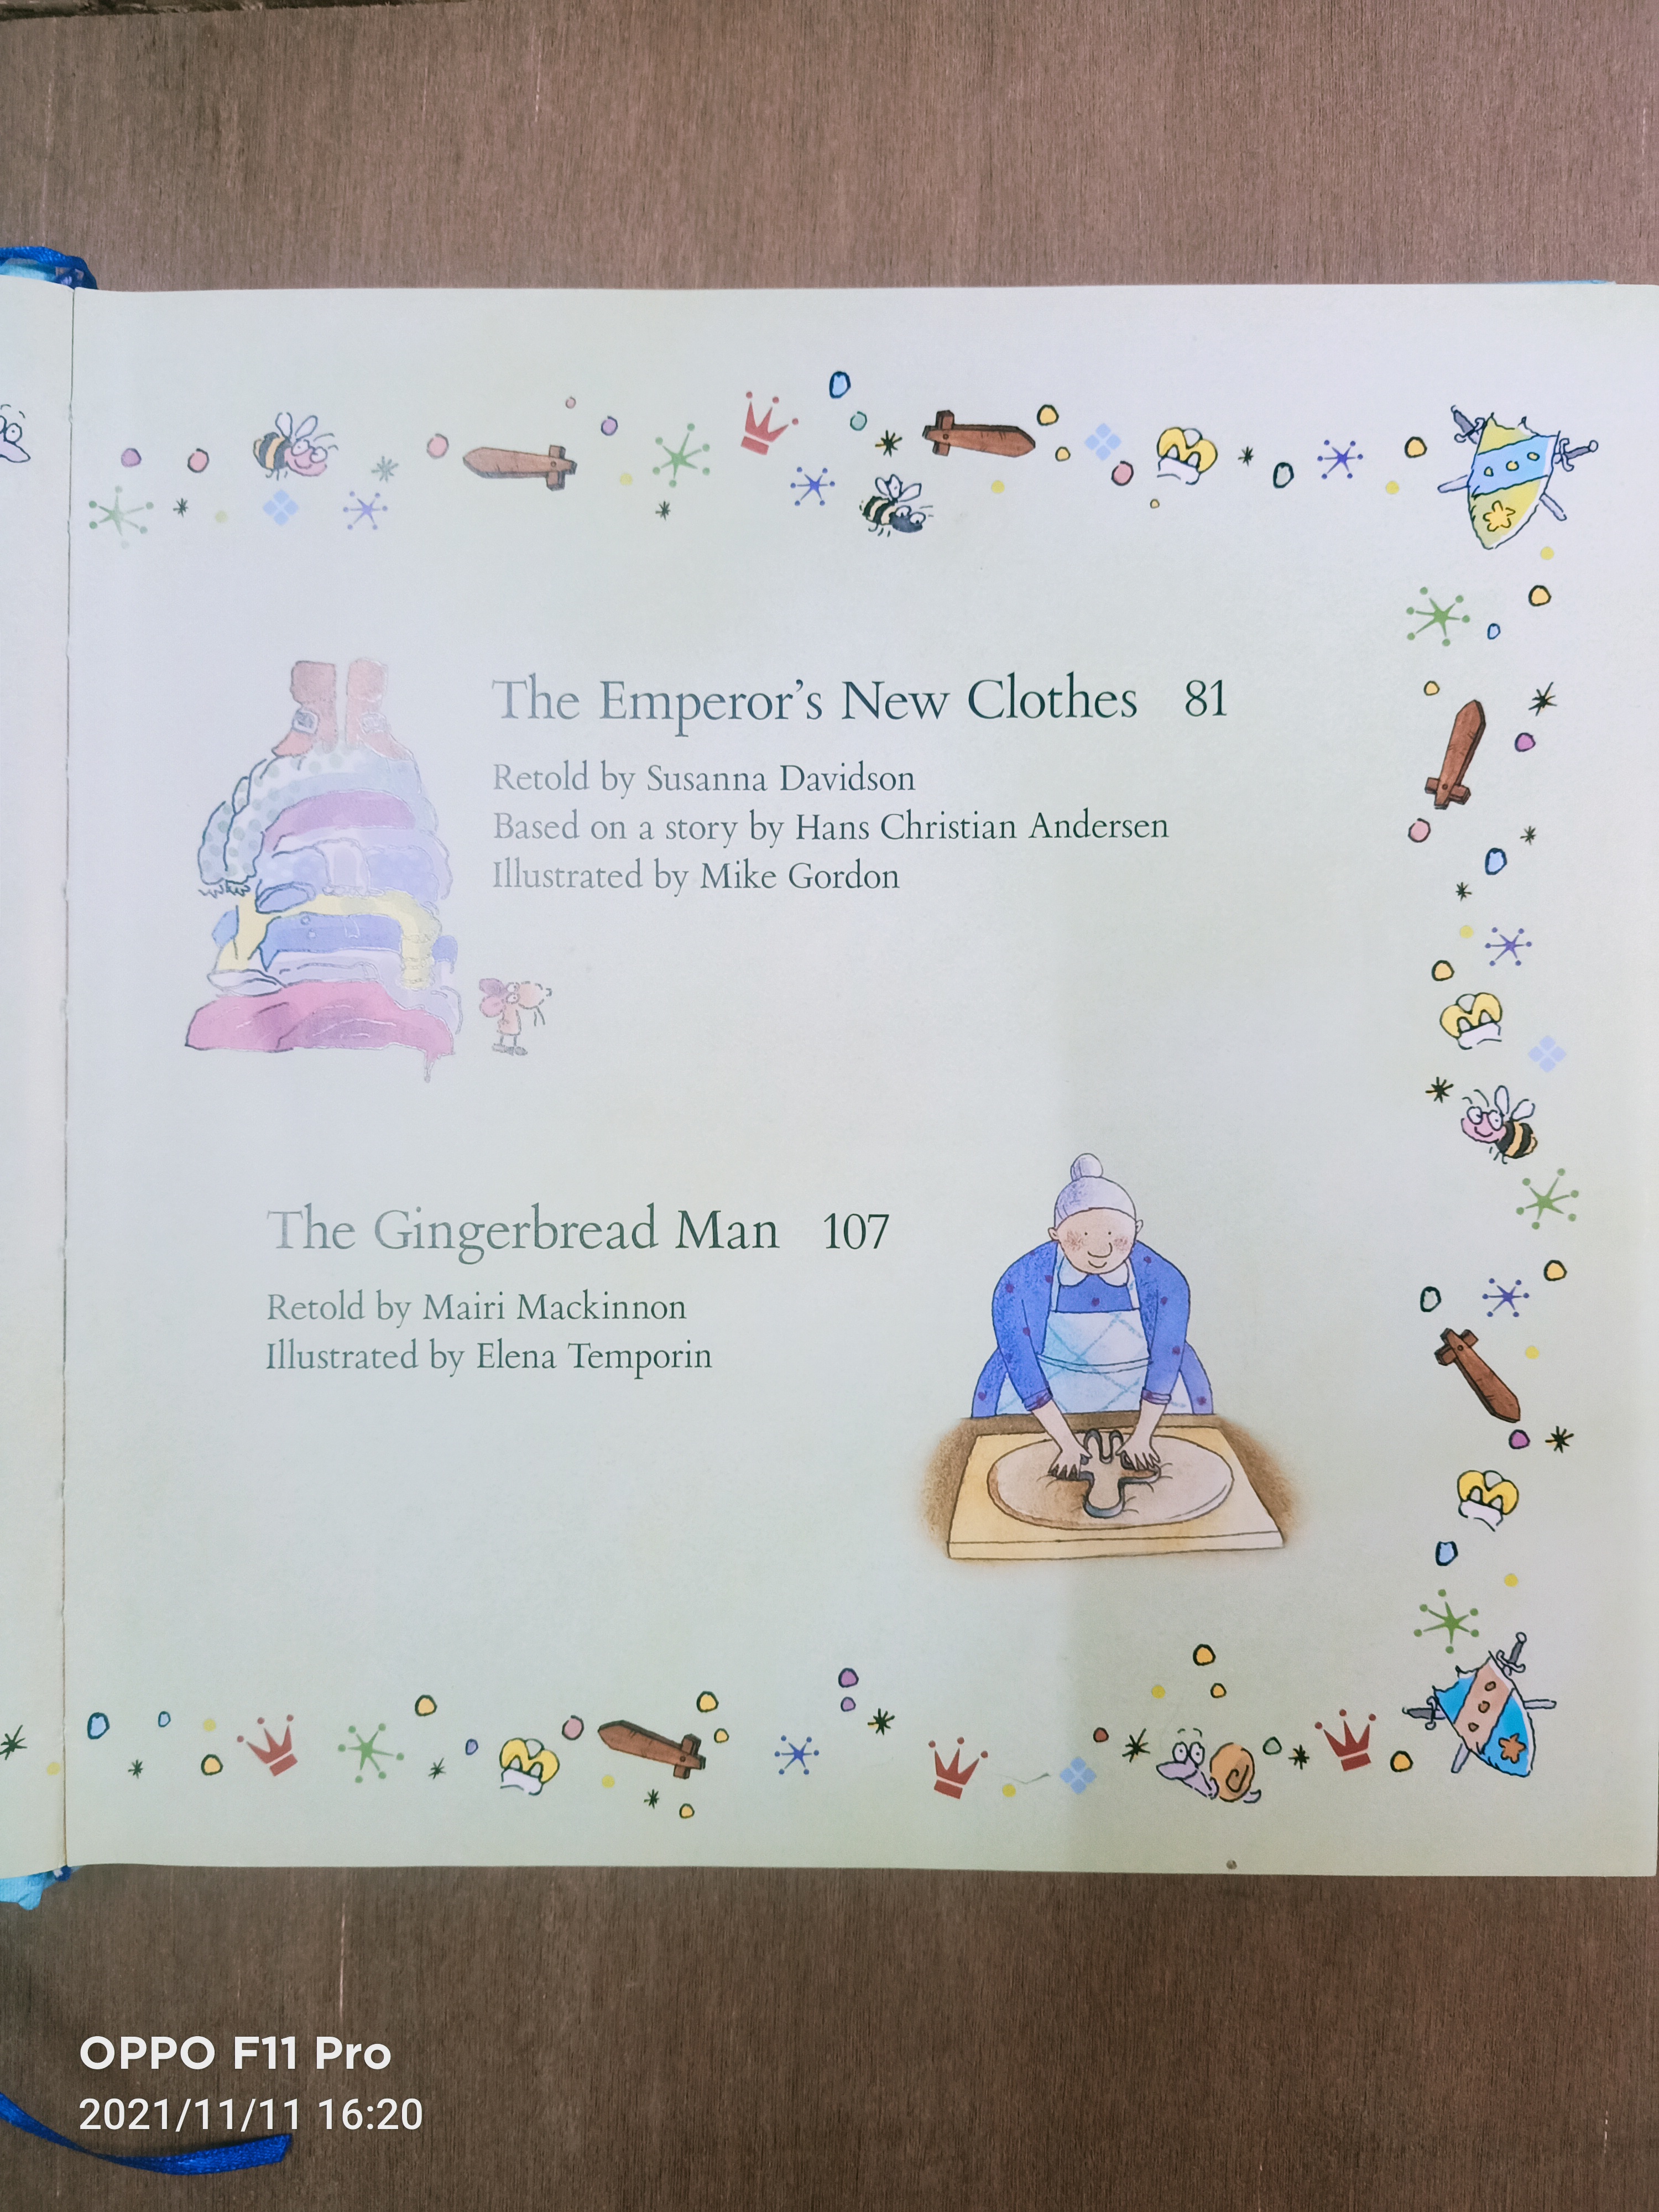 The Emperor's New Clothes 81
Retold by Susanna Davidson
Based on a story by Hans Christian Andersen
Illustrated by Mike Gordon
The Gingerbread Man 107
Retold by Mairi Mackinnon
Illustrated by Elena Temporin
OPPO F11 Pro
2021/11/11 16:20